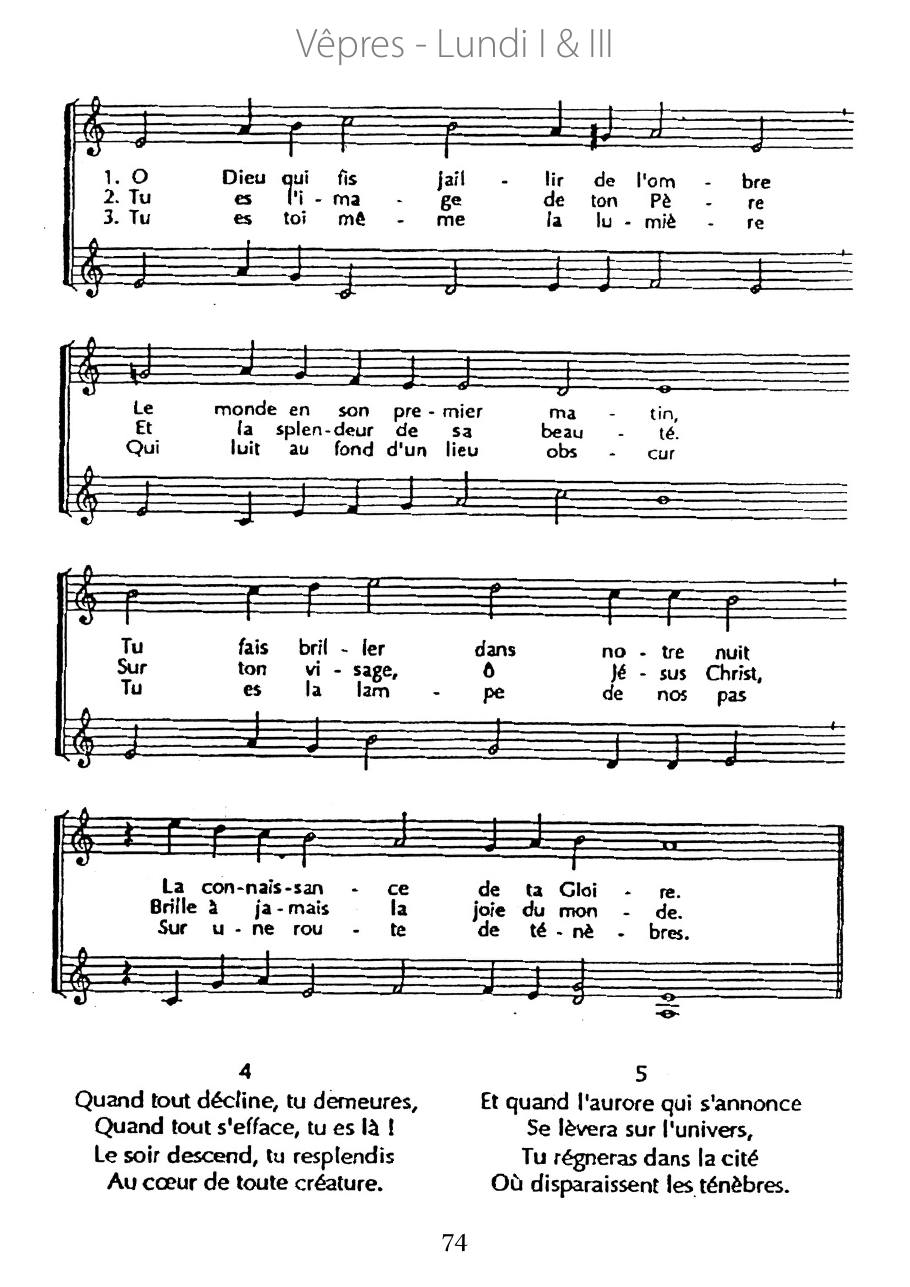 Vêpres - Lundi I & III
1. O Dieu qui fis jail - lir de l'om - bre
2. Tu es l'i - ma - ge de ton Pè - re
3. Tu es toi mê - me la lu - miè - re
Le monde en son pre - mier ma - tin,
Et la splen-deur de sa beau - té.
Qui luit au fond d'un lieu obs - cur
Tu fais bril - ler dans no - tre nuit
Sur ton vi - sage, ô Jé - sus Christ,
Tu es la lam - pe de nos pas
La con-nais-san - ce de ta Gloi - re.
Brille à ja-mais la joie du mon - de.
Sur u - ne rou - te de té - nè - bres.
4
Quand tout décline, tu demeures,
Quand tout s'efface, tu es là !
Le soir descend, tu resplendis
Au cœur de toute créature.
5
Et quand l'aurore qui s'annonce
Se lèvera sur l'univers,
Tu régneras dans la cité
Où disparaissent les ténèbres.
74